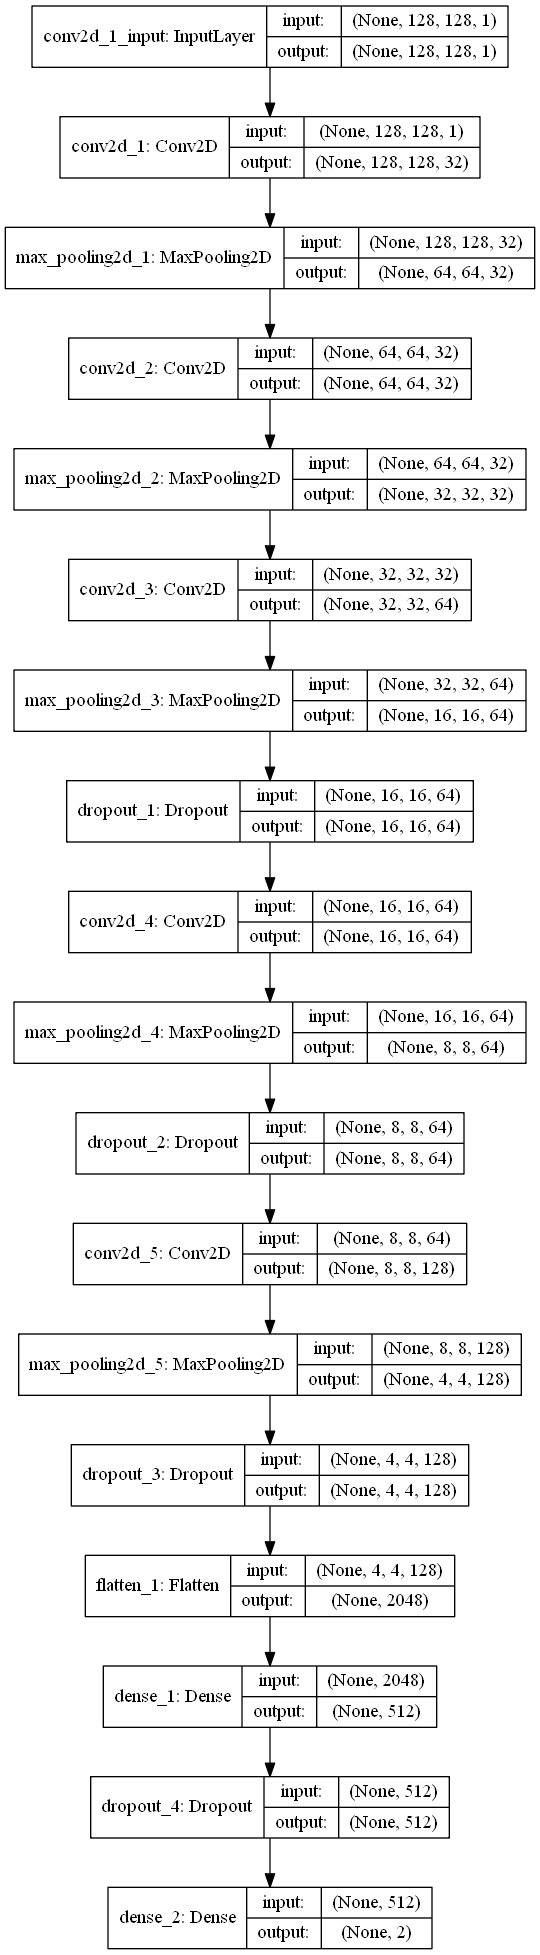 conv2d_1_input: InputLayer
input: (None, 128, 128, 1)
output: (None, 128, 128, 1)
conv2d_1: Conv2D
input: (None, 128, 128, 1)
output: (None, 128, 128, 32)
max_pooling2d_1: MaxPooling2D
input: (None, 128, 128, 32)
output: (None, 64, 64, 32)
conv2d_2: Conv2D
input: (None, 64, 64, 32)
output: (None, 64, 64, 32)
max_pooling2d_2: MaxPooling2D
input: (None, 64, 64, 32)
output: (None, 32, 32, 32)
conv2d_3: Conv2D
input: (None, 32, 32, 32)
output: (None, 32, 32, 64)
max_pooling2d_3: MaxPooling2D
input: (None, 32, 32, 64)
output: (None, 16, 16, 64)
dropout_1: Dropout
input: (None, 16, 16, 64)
output: (None, 16, 16, 64)
conv2d_4: Conv2D
input: (None, 16, 16, 64)
output: (None, 16, 16, 64)
max_pooling2d_4: MaxPooling2D
input: (None, 16, 16, 64)
output: (None, 8, 8, 64)
dropout_2: Dropout
input: (None, 8, 8, 64)
output: (None, 8, 8, 64)
conv2d_5: Conv2D
input: (None, 8, 8, 64)
output: (None, 8, 8, 128)
max_pooling2d_5: MaxPooling2D
input: (None, 8, 8, 128)
output: (None, 4, 4, 128)
dropout_3: Dropout
input: (None, 4, 4, 128)
output: (None, 4, 4, 128)
flatten_1: Flatten
input: (None, 4, 4, 128)
output: (None, 2048)
dense_1: Dense
input: (None, 2048)
output: (None, 512)
dropout_4: Dropout
input: (None, 512)
output: (None, 512)
dense_2: Dense
input: (None, 512)
output: (None, 2)